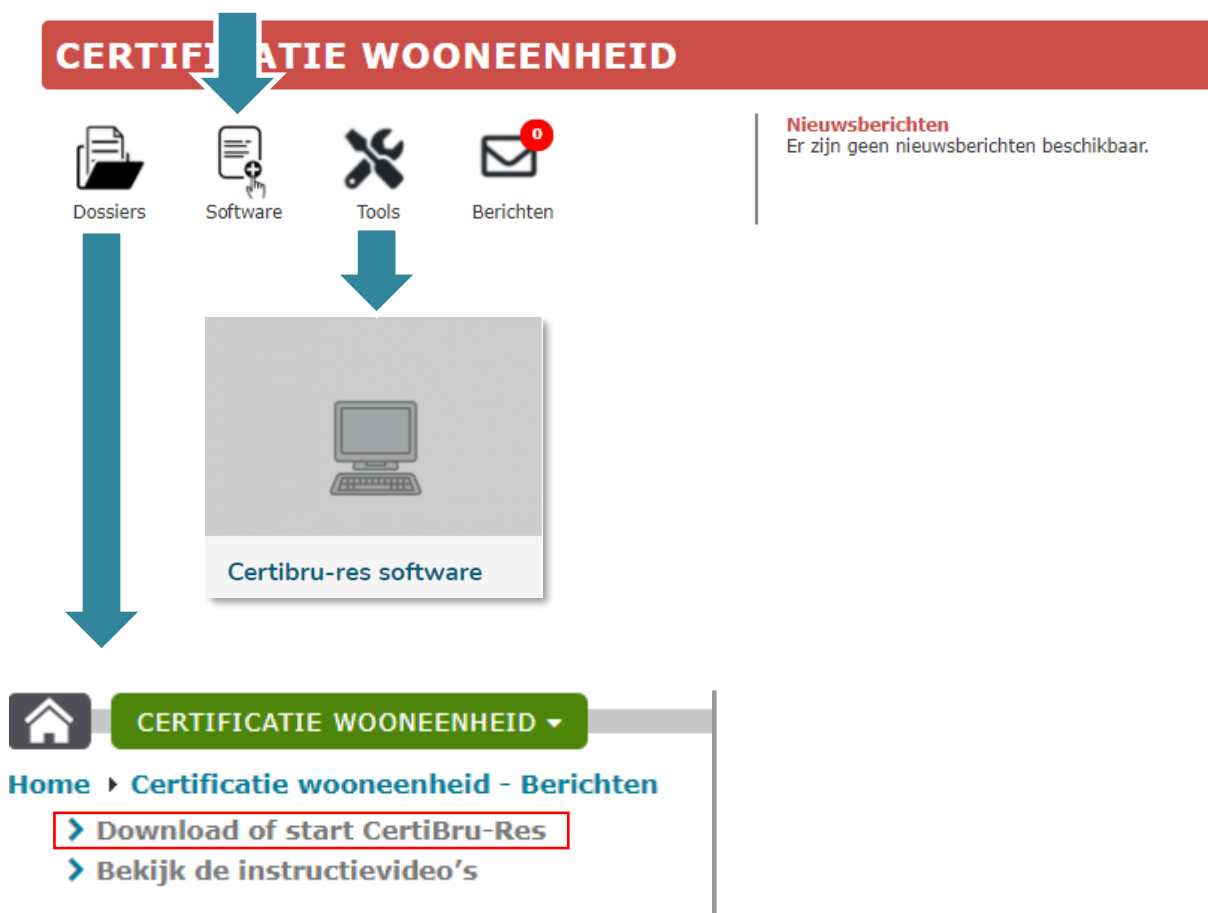 CERTIFICATIE WOONEENHEID
Dossiers
Software
Tools
0
Berichten
Nieuwsberichten
Er zijn geen nieuwsberichten beschikbaar.
Certibru-res software
CERTIFICATIE WOONEENHEID
Home Certificatie wooneenheid - Berichten
Download of start CertiBru-Res
Bekijk de instructievideo’s